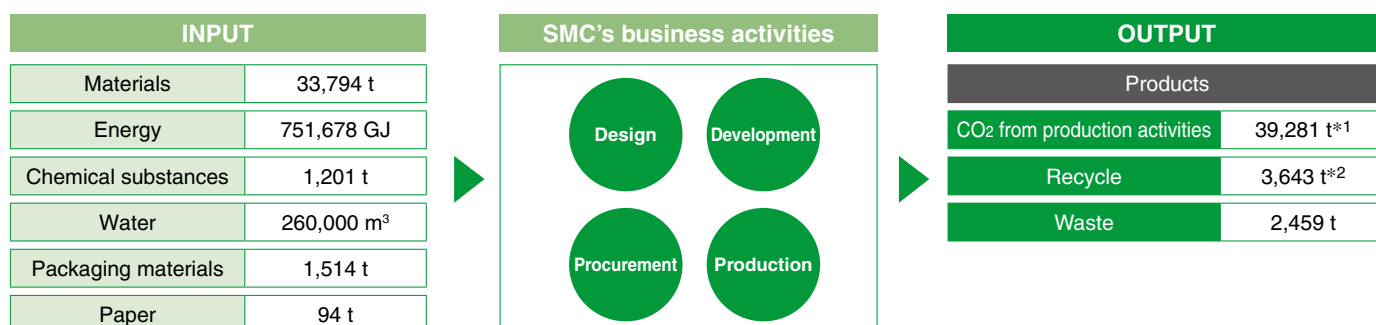 INPUT
Materials 33,794 t
Energy 751,678 GJ
Chemical substances 1,201 t
Water 260,000 m³
Packaging materials 1,514 t
Paper 94 t
SMC's business activities
Design Development
Procurement Production
OUTPUT
Products
CO₂ from production activities 39,281 t*¹
Recycle 3,643 t*²
Waste 2,459 t